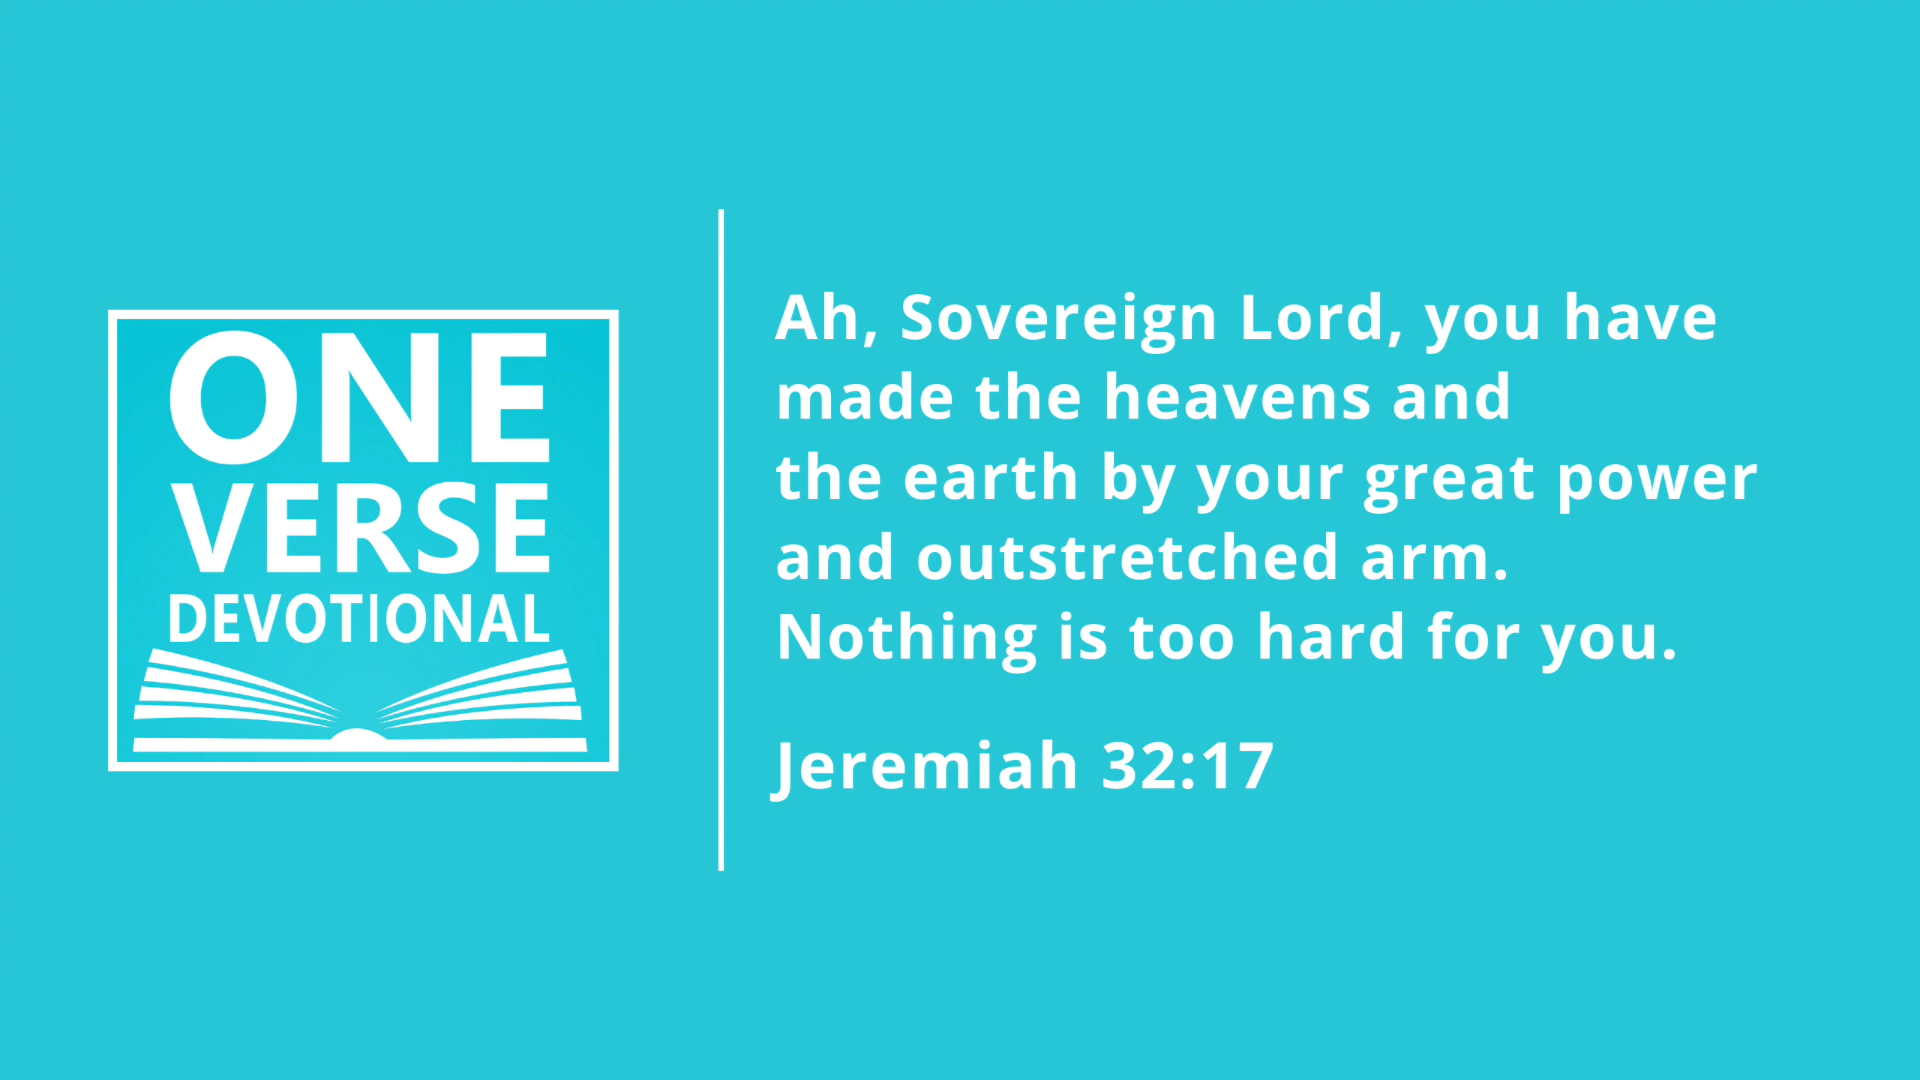 ONE
VERSE
DEVOTIONAL
Ah, Sovereign Lord, you have
made the heavens and
the earth by your great power
and outstretched arm.
Nothing is too hard for you.
Jeremiah 32:17